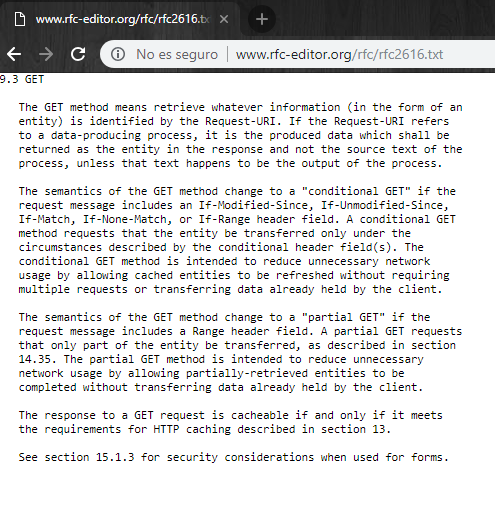 www.rfc-editor.org/rfc/rfc2616.tx
No es seguro | www.rfc-editor.org/rfc/rfc2616.txt
9.3 GET
The GET method means retrieve whatever information (in the form of an
entity) is identified by the Request-URI. If the Request-URI refers
to a data-producing process, it is the produced data which shall be
returned as the entity in the response and not the source text of the
process, unless that text happens to be the output of the process.
The semantics of the GET method change to a "conditional GET" if the
request message includes an If-Modified-Since, If-Unmodified-Since,
If-Match, If-None-Match, or If-Range header field. A conditional GET
method requests that the entity be transferred only under the
circumstances described by the conditional header field(s). The
conditional GET method is intended to reduce unnecessary network
usage by allowing cached entities to be refreshed without requiring
multiple requests or transferring data already held by the client.
The semantics of the GET method change to a "partial GET" if the
request message includes a Range header field. A partial GET requests
that only part of the entity be transferred, as described in section
14.35. The partial GET method is intended to reduce unnecessary
network usage by allowing partially-retrieved entities to be
completed without transferring data already held by the client.
The response to a GET request is cacheable if and only if it meets
the requirements for HTTP caching described in section 13.
See section 15.1.3 for security considerations when used for forms.